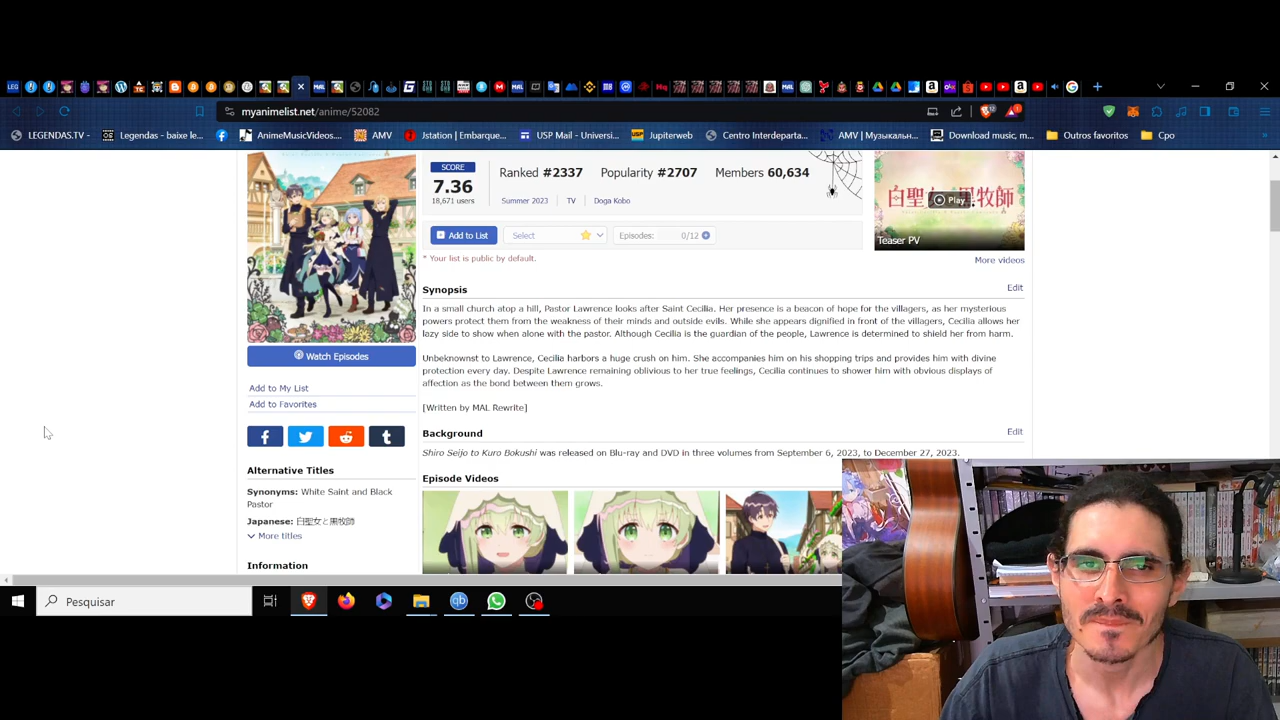 myanimelist.net/anime/52082
LEGENDAS.TV - Legendas - baixe le... AnimeMusicVideos.... AMV Jstation | Embarque... USP Mail - Universi... Jupiterweb Centro Interdeparta... AMV | Музыкальн... Download music, m... Outros favoritos Cpo
SCORE
7.36
18,671 users
Ranked #2337 Popularity #2707 Members 60,634
Summer 2023 TV Doga Kobo
Add to List Select Episodes: 0/12
* Your list is public by default.
白聖女と黒牧師
Play
Teaser PV
More videos
Synopsis Edit
In a small church atop a hill, Pastor Lawrence looks after Saint Cecilia. Her presence is a beacon of hope for the villagers, as her mysterious
powers protect them from the weakness of their minds and outside evils. While she appears dignified in front of the villagers, Cecilia allows her
lazy side to show when alone with the pastor. Although Cecilia is the guardian of the people, Lawrence is determined to shield her from harm.
Unbeknownst to Lawrence, Cecilia harbors a huge crush on him. She accompanies him on his shopping trips and provides him with divine
protection every day. Despite Lawrence remaining oblivious to her true feelings, Cecilia continues to shower him with obvious displays of
affection as the bond between them grows.
[Written by MAL Rewrite]
Background Edit
Shiro Seijo to Kuro Bokushi was released on Blu-ray and DVD in three volumes from September 6, 2023, to December 27, 2023.
Episode Videos
Watch Episodes
Add to My List
Add to Favorites
Alternative Titles
Synonyms: White Saint and Black
Pastor
Japanese: 白聖女と黒牧師
More titles
Information
Pesquisar